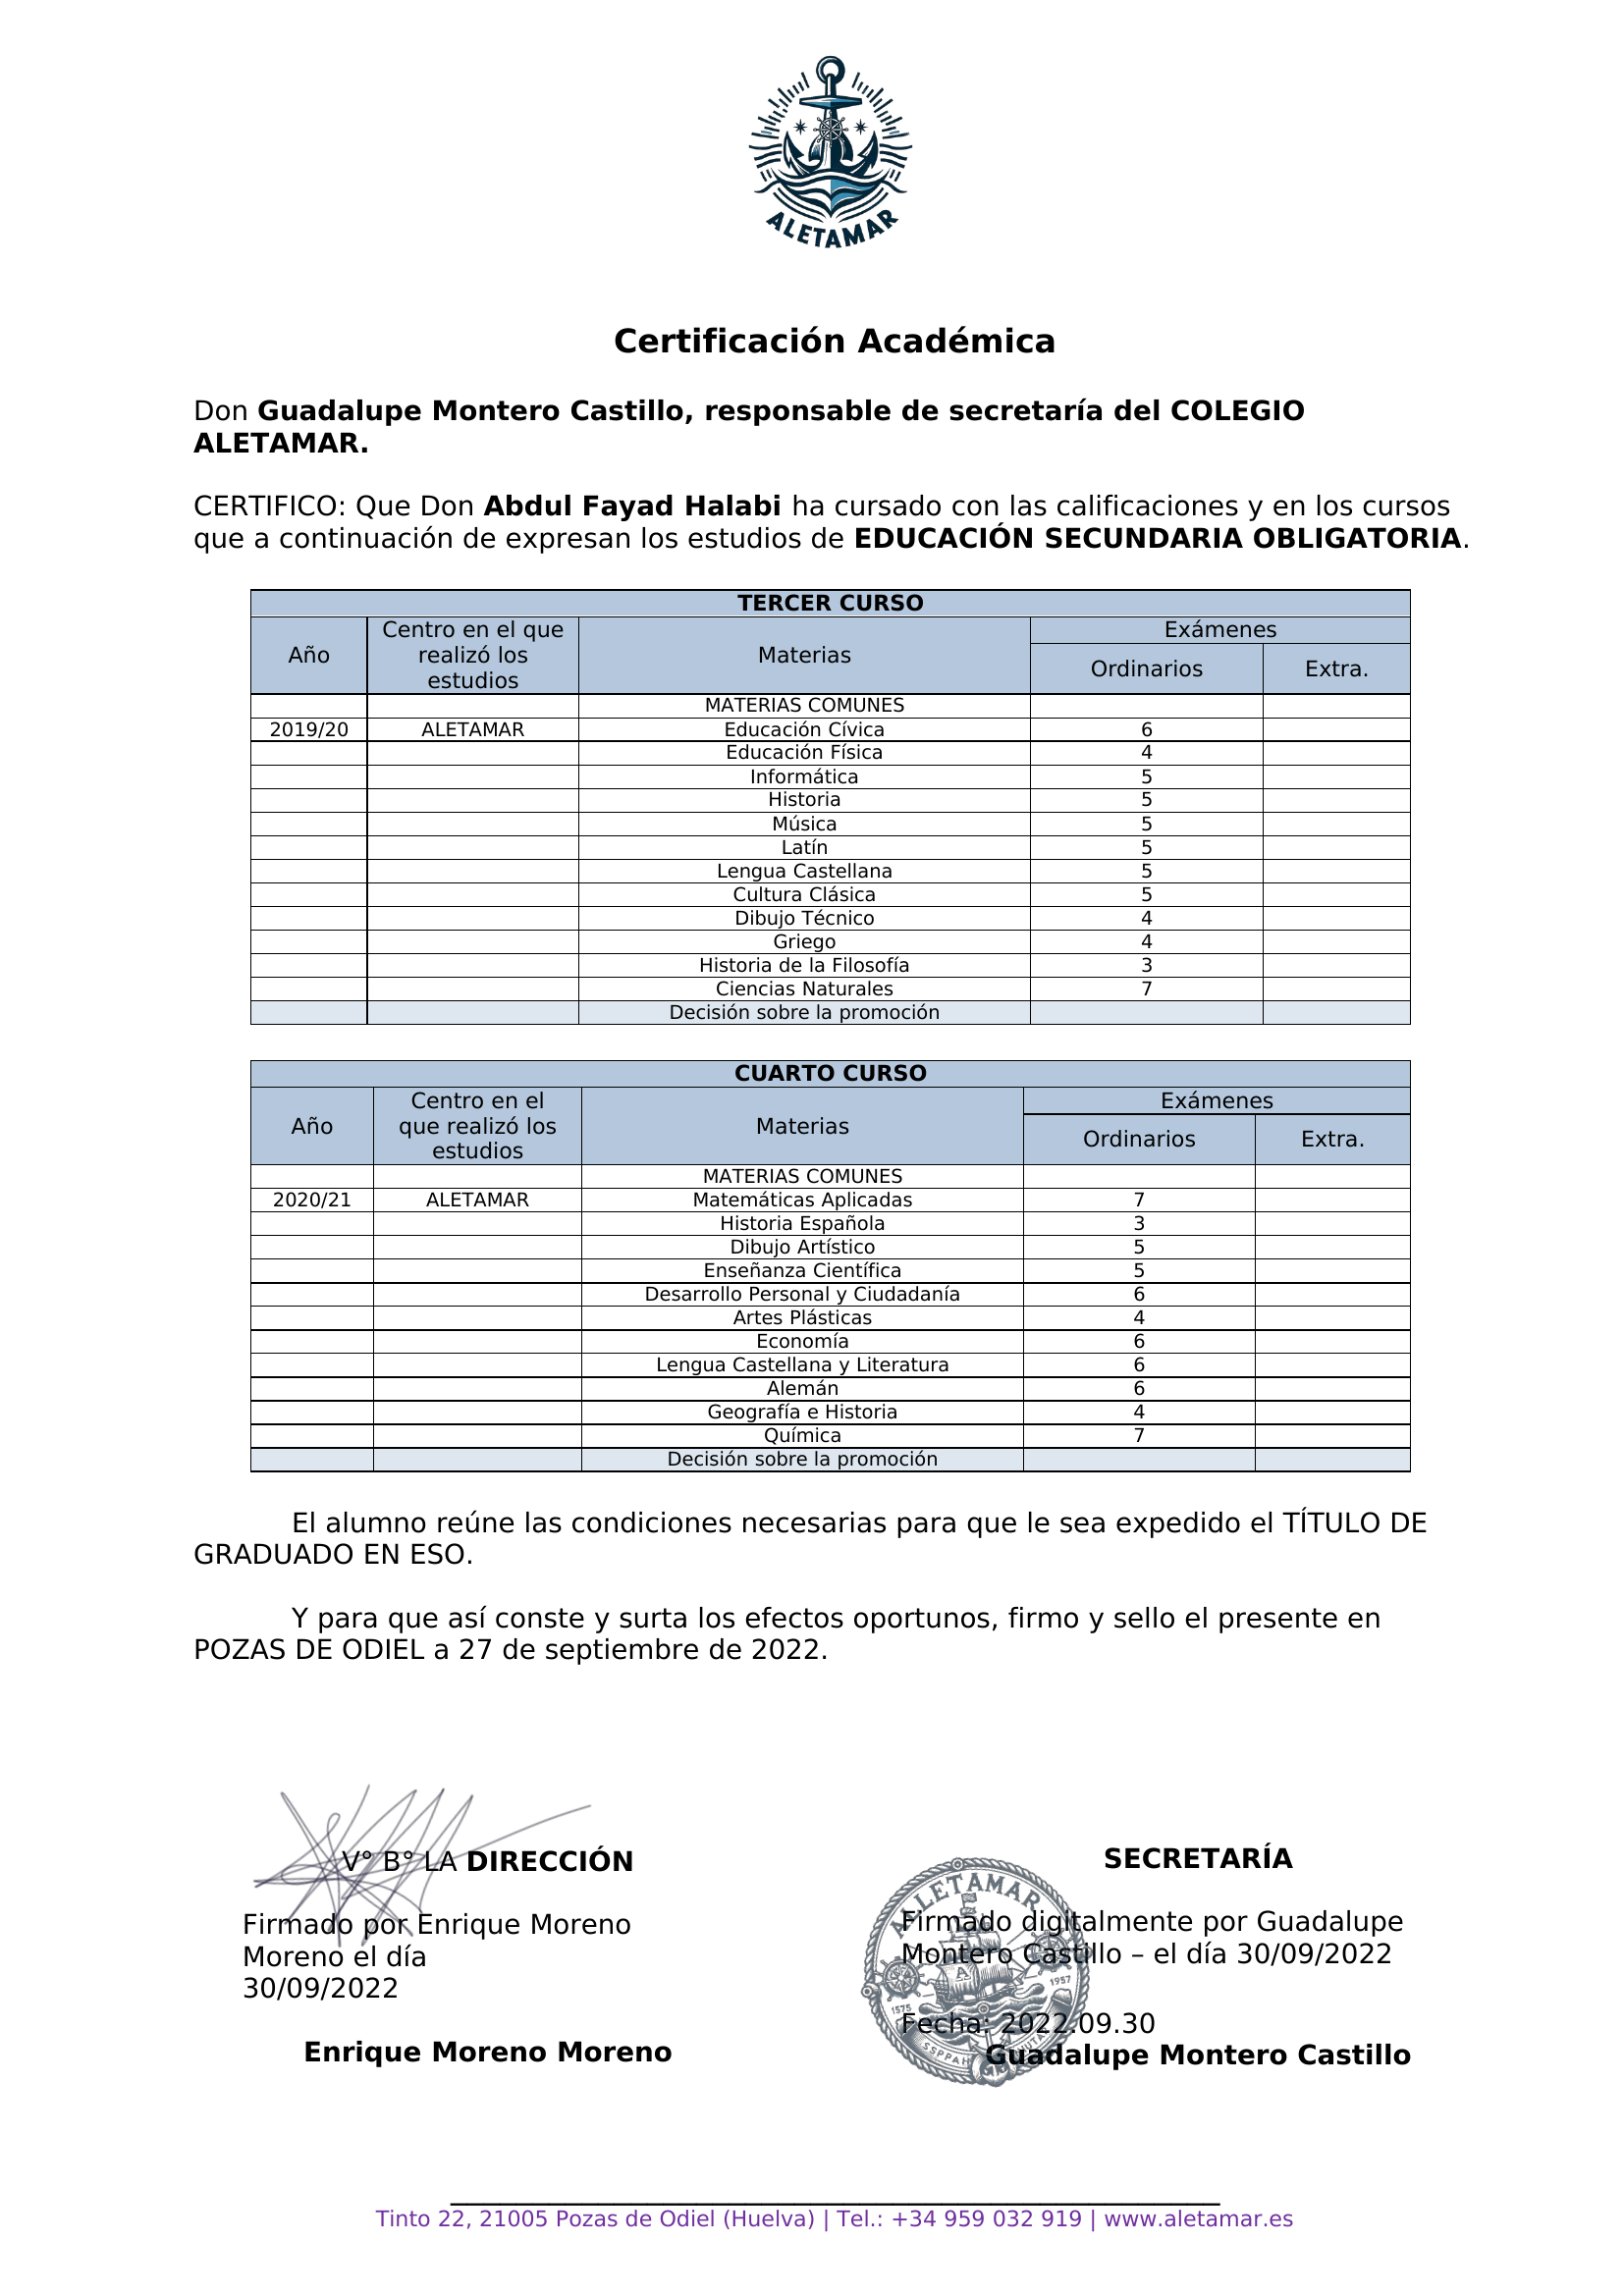 ALETAMAR
Certificación Académica
Don Guadalupe Montero Castillo, responsable de secretaría del COLEGIO
ALETAMAR.
CERTIFICO: Que Don Abdul Fayad Halabi ha cursado con las calificaciones y en los cursos
que a continuación de expresan los estudios de EDUCACIÓN SECUNDARIA OBLIGATORIA.
TERCER CURSO
Año Centro en el que realizó los estudios Materias Exámenes
Ordinarios Extra.
MATERIAS COMUNES
2019/20 ALETAMAR Educación Cívica 6
Educación Física 4
Informática 5
Historia 5
Música 5
Latín 5
Lengua Castellana 5
Cultura Clásica 5
Dibujo Técnico 4
Griego 4
Historia de la Filosofía 3
Ciencias Naturales 7
Decisión sobre la promoción
CUARTO CURSO
Año Centro en el que realizó los estudios Materias Exámenes
Ordinarios Extra.
MATERIAS COMUNES
2020/21 ALETAMAR Matemáticas Aplicadas 7
Historia Española 3
Dibujo Artístico 5
Enseñanza Científica 5
Desarrollo Personal y Ciudadanía 6
Artes Plásticas 4
Economía 6
Lengua Castellana y Literatura 6
Alemán 6
Geografía e Historia 4
Química 7
Decisión sobre la promoción
El alumno reúne las condiciones necesarias para que le sea expedido el TÍTULO DE
GRADUADO EN ESO.
Y para que así conste y surta los efectos oportunos, firmo y sello el presente en
POZAS DE ODIEL a 27 de septiembre de 2022.
V° B° LA DIRECCIÓN
Firmado por Enrique Moreno
Moreno el día
30/09/2022
Enrique Moreno Moreno
SECRETARÍA
Firmado digitalmente por Guadalupe
Montero Castillo – el día 30/09/2022
Fecha: 2022.09.30
Guadalupe Montero Castillo
ALLETAMAR
A
1575
1957
Tinto 22, 21005 Pozas de Odiel (Huelva) | Tel.: +34 959 032 919 | www.aletamar.es